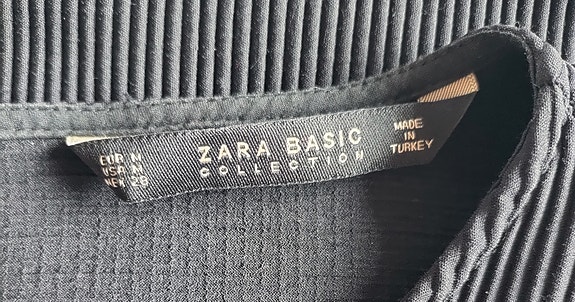 EUR M
USA M
MEX 28
ZARA BASIC
COLLECTION
MADE
IN
TURKEY